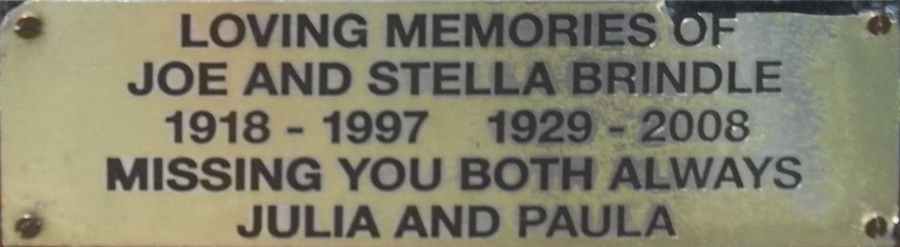 LOVING MEMORIES OF
JOE AND STELLA BRINDLE
1918 - 1997 1929 - 2008
MISSING YOU BOTH ALWAYS
JULIA AND PAULA